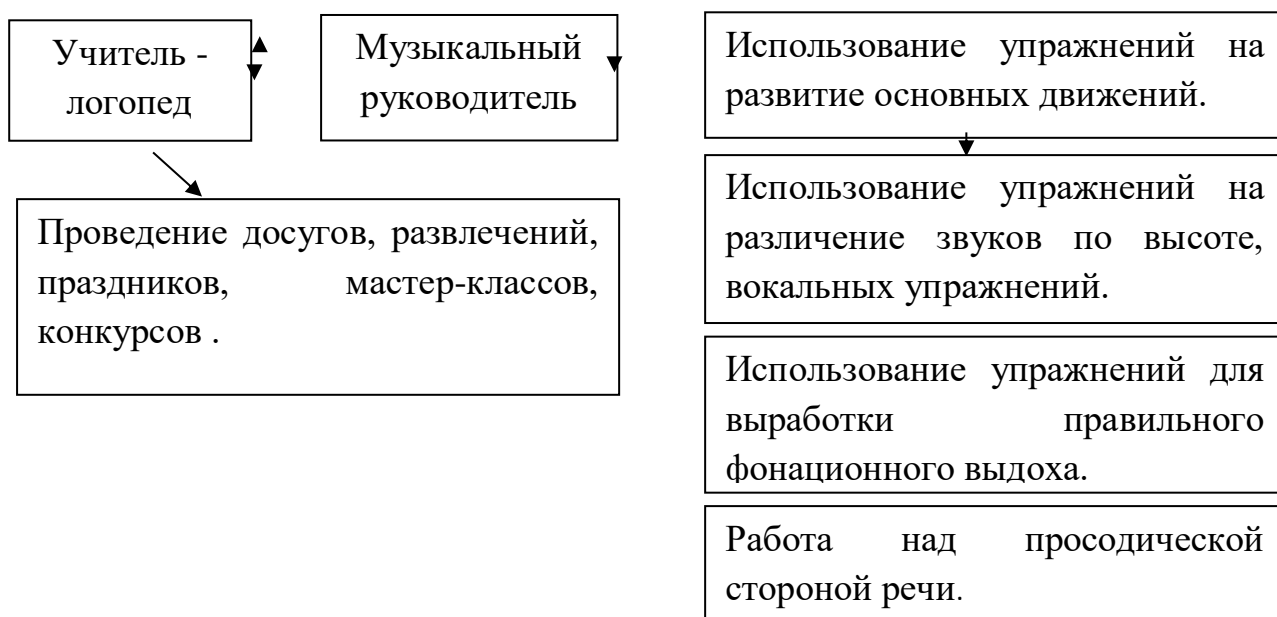 Учитель -
логопед
Музыкальный
руководитель
Проведение досугов, развлечений,
праздников, мастер-классов,
конкурсов .
Использование упражнений на
развитие основных движений.
Использование упражнений на
различение звуков по высоте,
вокальных упражнений.
Использование упражнений для
выработки правильного
фонационного выдоха.
Работа над просодической
стороной речи.